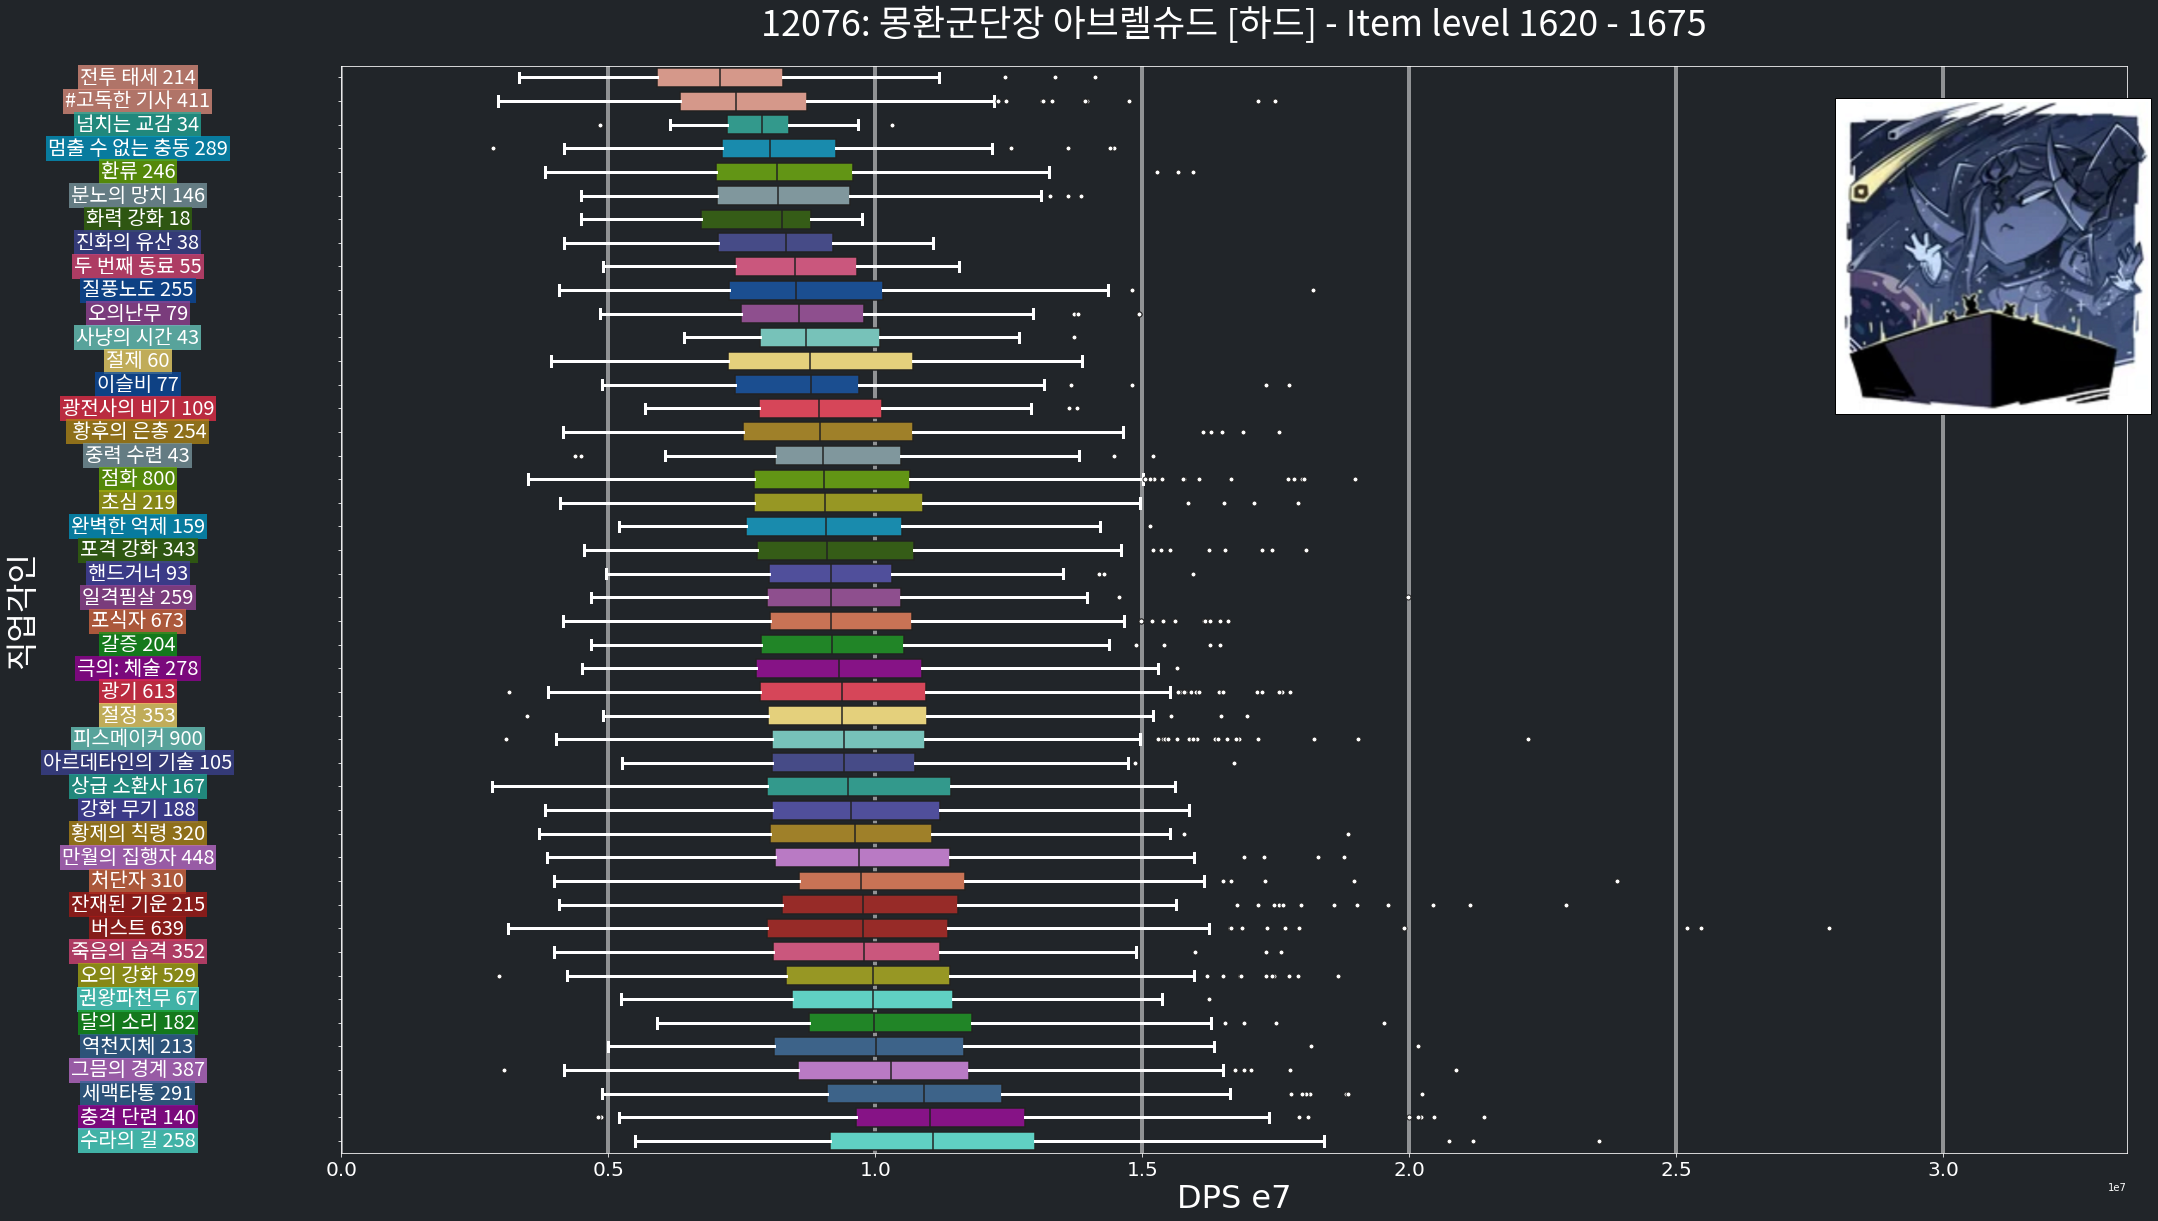 12076: 몽환군단장 아브렐슈드 [하드] - Item level 1620 - 1675
직업각인
전투 태세 214
#고독한 기사 411
넘치는 교감 34
멈출 수 없는 충동 289
환류 246
분노의 망치 146
화력 강화 18
진화의 유산 38
두 번째 동료 55
질풍노도 255
오의난무 79
사냥의 시간 43
절제 60
이슬비 77
광전사의 비기 109
황후의 은총 254
중력 수련 43
점화 800
초심 219
완벽한 억제 159
포격 강화 343
핸드거너 93
일격필살 259
포식자 673
갈증 204
극의: 체술 278
광기 613
절정 353
피스메이커 900
아르데타인의 기술 105
상급 소환사 167
강화 무기 188
황제의 칙령 320
만월의 집행자 448
처단자 310
잔재된 기운 215
버스트 639
죽음의 습격 352
오의 강화 529
권왕파천무 67
달의 소리 182
역천지체 213
그믐의 경계 387
세맥타통 291
충격 단련 140
수라의 길 258
0.0 0.5 1.0 1.5 2.0 2.5 3.0
1e7
DPS e7